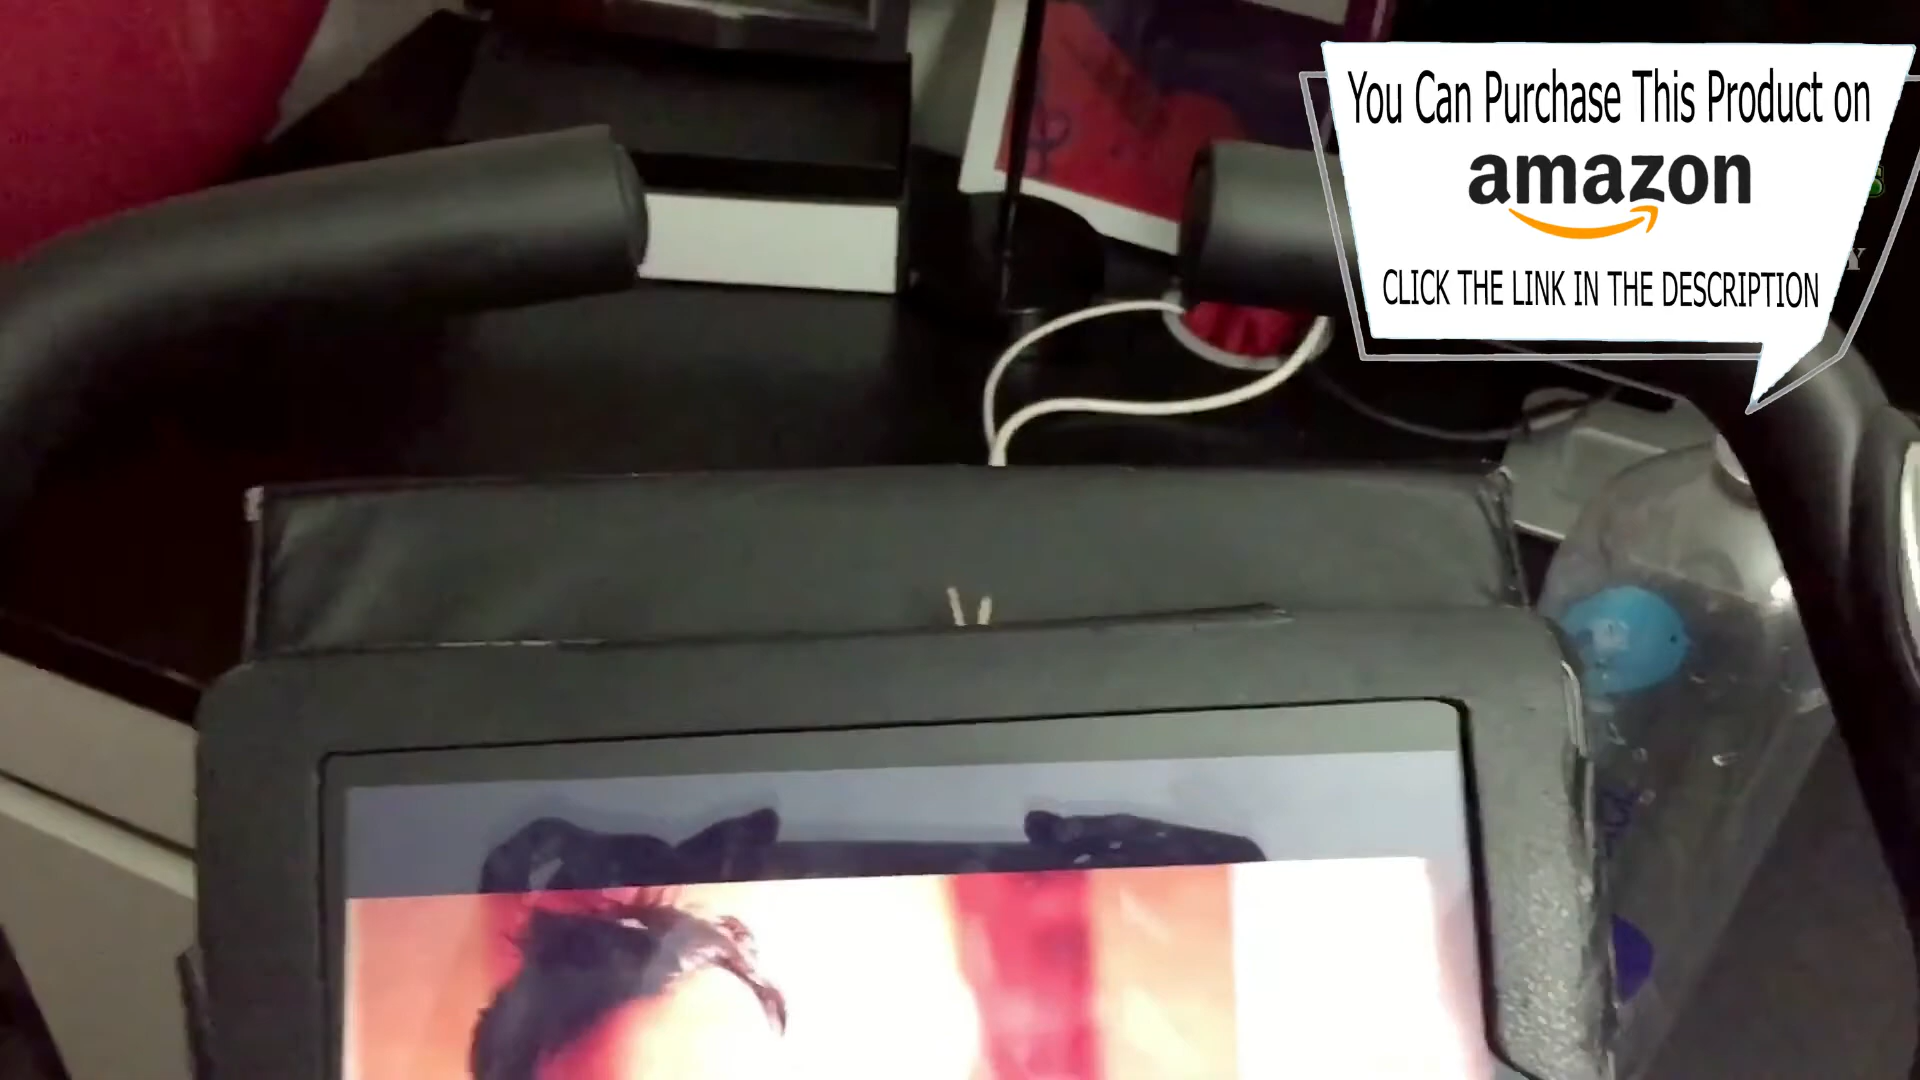 You Can Purchase This Product on
amazon
CLICK THE LINK IN THE DESCRIPTION